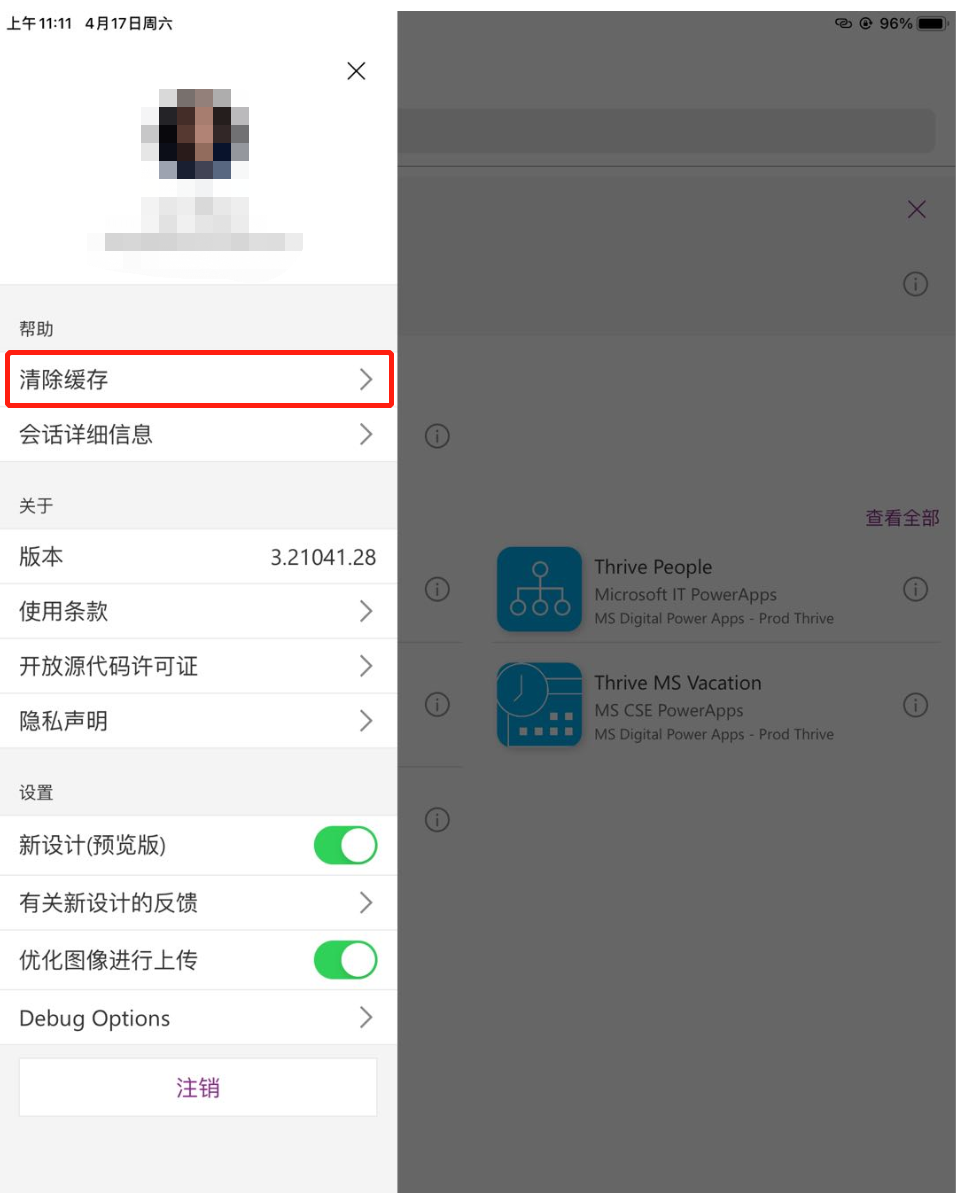 上午11:11 4月17日周六
96%
帮助
清除缓存
会话详细信息
关于
版本 3.21041.28
使用条款
开放源代码许可证
隐私声明
设置
新设计(预览版)
有关新设计的反馈
优化图像进行上传
Debug Options
注销
查看全部
Thrive People
Microsoft IT PowerApps
MS Digital Power Apps - Prod Thrive
Thrive MS Vacation
MS CSE PowerApps
MS Digital Power Apps - Prod Thrive